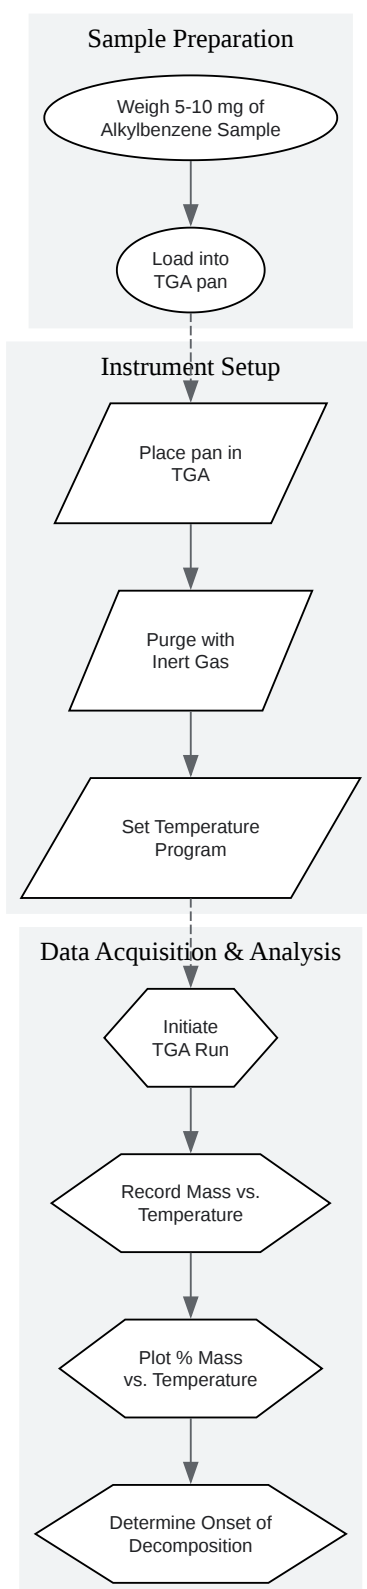 Sample Preparation
Weigh 5-10 mg of
Alkylbenzene Sample
Load into
TGA pan
Instrument Setup
Place pan in
TGA
Purge with
Inert Gas
Set Temperature
Program
Data Acquisition & Analysis
Initiate
TGA Run
Record Mass vs.
Temperature
Plot % Mass
vs. Temperature
Determine Onset of
Decomposition